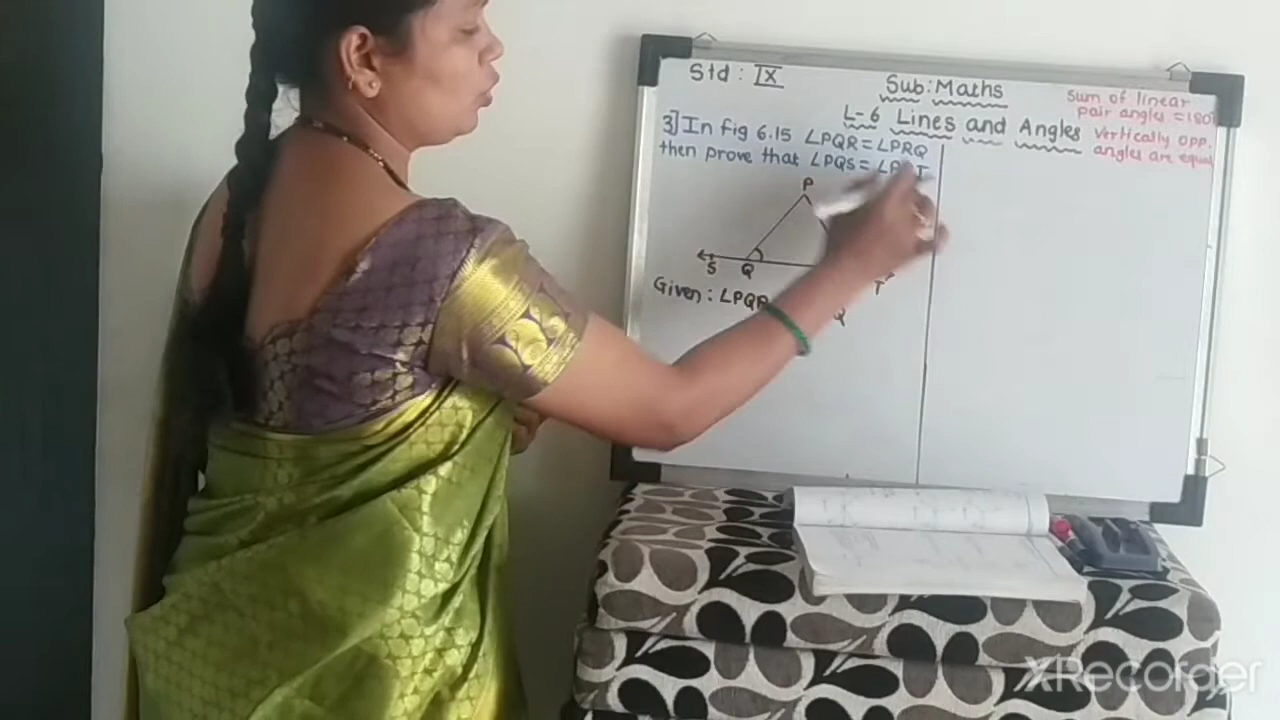 Std : IX
Sub: Maths
Sum of linear
pair angles = 180°
L-6 Lines and Angles
Vertically opp.
angles are equal
3] In fig 6.15 ∠PQR = ∠PRQ
then prove that ∠PQS = ∠PRT
P
S Q
T
Given : ∠PQR
Q
XRecorder